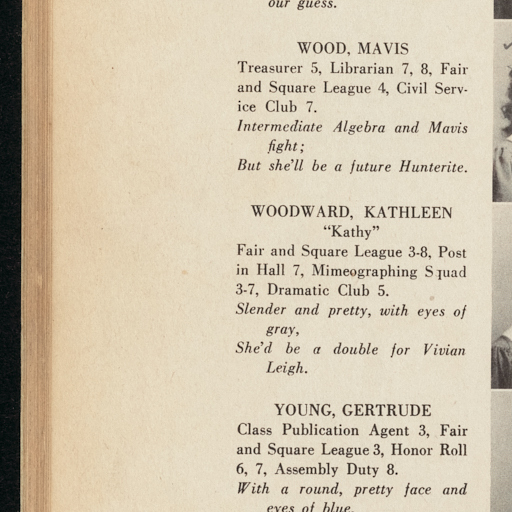 our guess.
WOOD, MAVIS
Treasurer 5, Librarian 7, 8, Fair
and Square League 4, Civil Serv-
ice Club 7.
Intermediate Algebra and Mavis
fight;
But she'll be a future Hunterite.
WOODWARD, KATHLEEN
“Kathy”
Fair and Square League 3-8, Post
in Hall 7, Mimeographing Squad
3-7, Dramatic Club 5.
Slender and pretty, with eyes of
gray,
She'd be a double for Vivian
Leigh.
YOUNG, GERTRUDE
Class Publication Agent 3, Fair
and Square League 3, Honor Roll
6, 7, Assembly Duty 8.
With a round, pretty face and
eyes of blue,